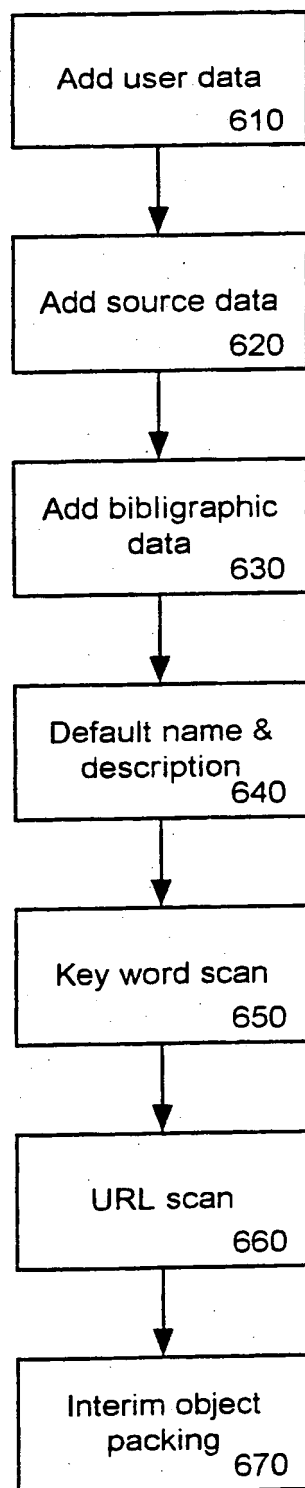 Add user data
610
Add source data
620
Add bibligraphic
data
630
Default name &
description
640
Key word scan
650
URL scan
660
Interim object
packing
670